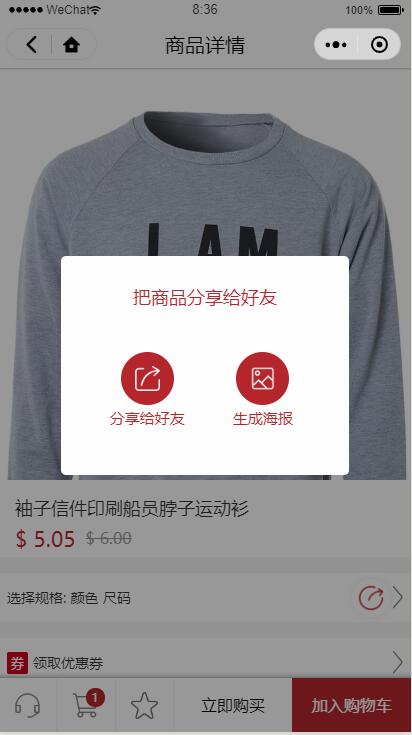 WeChat 8:36 100%
商品详情
I AM
把商品分享给好友
分享给好友 生成海报
袖子信件印刷船员脖子运动衫
$ 5.05 $ 6.00
选择规格: 颜色 尺码
券 领取优惠券
1 立即购买 加入购物车